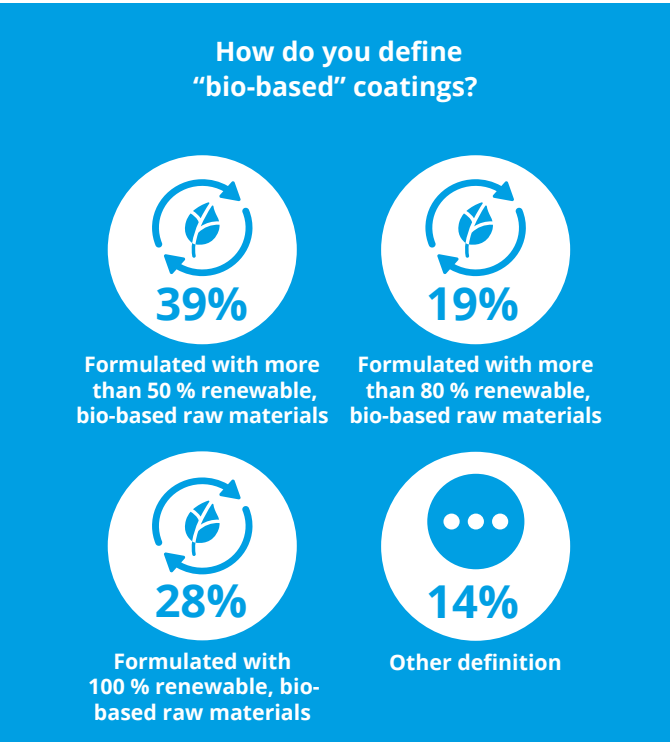 How do you define
“bio-based” coatings?
39%
Formulated with more
than 50 % renewable,
bio-based raw materials
19%
Formulated with more
than 80 % renewable,
bio-based raw materials
28%
Formulated with
100 % renewable, bio-
based raw materials
14%
Other definition